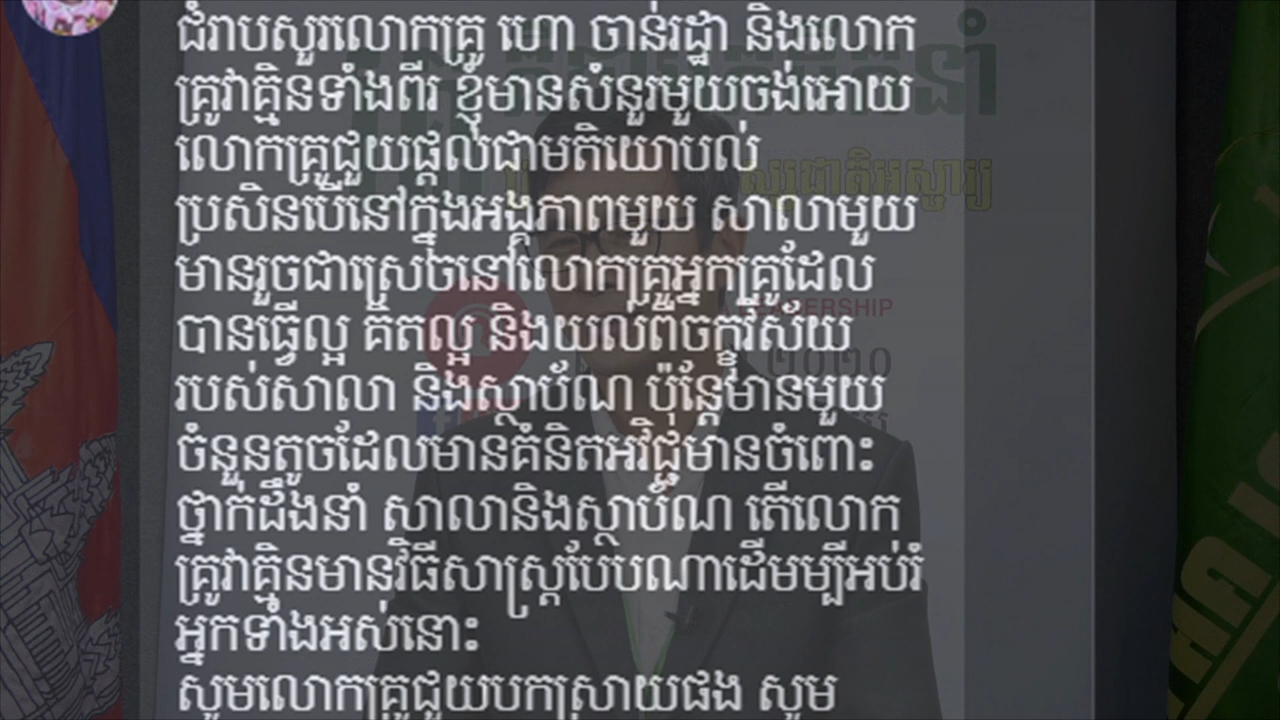 ជំរាបសួរលោកគ្រូ ហោ ចាន់រដ្ឋា និងលោក
គ្រូវាគ្មិនទាំងពីរ ខ្ញុំមានសំនួរមួយចង់អោយ
លោកគ្រូជួយផ្តល់ជាមតិយោបល់
ប្រសិនបើនៅក្នុងអង្គភាពមួយ សាលាមួយ
មានរួចជាស្រេចនៅលោកគ្រូអ្នកគ្រូដែល
បានធ្វើល្អ គិតល្អ និងយល់ពីចក្ខុវិស័យ
របស់សាលា និងស្ថាប័ណ ប៉ុន្តែមានមួយ
ចំនួនតូចដែលមានគំនិតអវិជ្ជមានចំពោះ
ថ្នាក់ដឹងនាំ សាលានិងស្ថាប័ណ តើលោក
គ្រូវាគ្មិនមានវិធីសាស្ត្របែបណាដើមម្បីអប់រំ
អ្នកទាំងអស់នោះ
សូមលោកគ្រូជួយបកស្រាយផង សូម
LEADERSHIP
២០២០